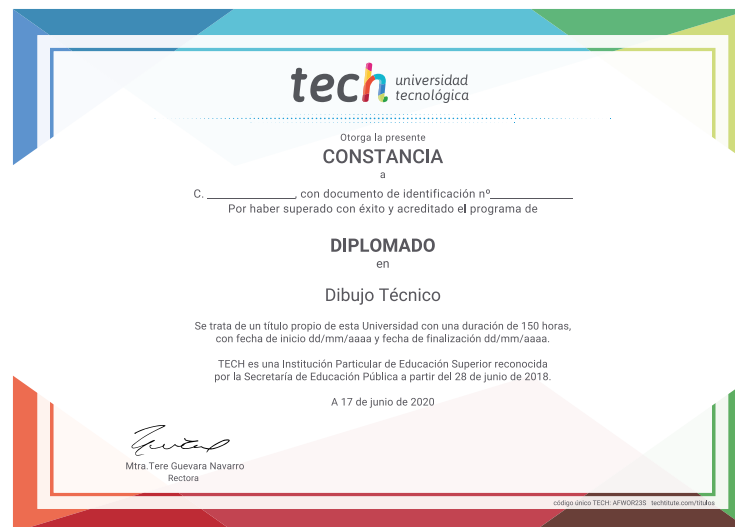 tech universidad
tecnológica
Otorga la presente
CONSTANCIA
a
C. ______________, con documento de identificación nº_____________
Por haber superado con éxito y acreditado el programa de
DIPLOMADO
en
Dibujo Técnico
Se trata de un título propio de esta Universidad con una duración de 150 horas,
con fecha de inicio dd/mm/aaaa y fecha de finalización dd/mm/aaaa.
TECH es una Institución Particular de Educación Superior reconocida
por la Secretaría de Educación Pública a partir del 28 de junio de 2018.
A 17 de junio de 2020
Mtra.Tere Guevara Navarro
Rectora
código único TECH: AFWOR23S techtitute.com/titulos